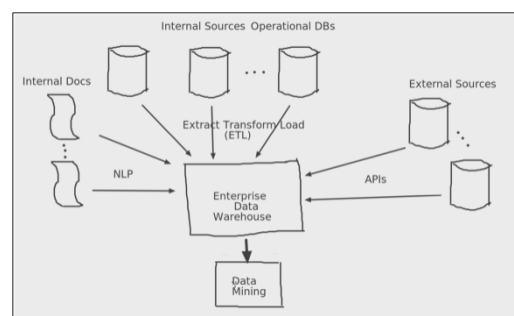 Internal Sources Operational DBs
Internal Docs
External Sources
Extract Transform Load
(ETL)
NLP
APIs
Enterprise
Data
Warehouse
Data
Mining